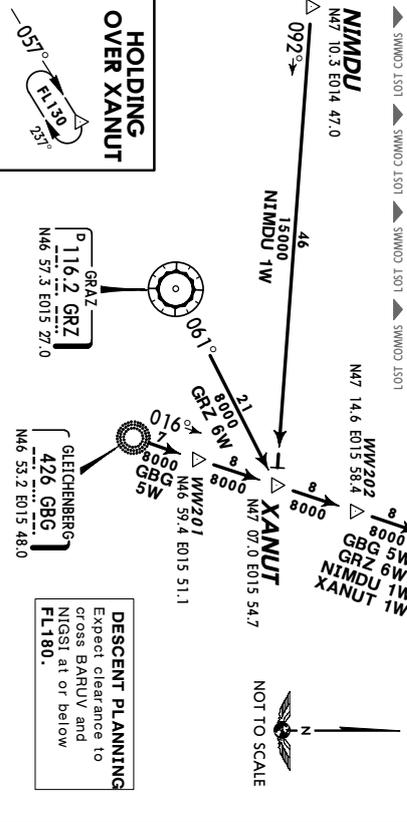 LOST COMMS LOST COMMS LOST COMMS LOST COMMS
NIMDU
N47 10.3 E014 47.0
092°
46
15000
NIMDU 1W
HOLDING
OVER XANUT
057°
FL130
237°
GRAZ
D 116.2 GRZ
N46 57.3 E015 27.0
061°
21
8000
GRZ 6W
GLEICHENBERG
426 GBG
N46 53.2 E015 48.0
016°
7
8000
GBG
5W
WW201
N46 59.4 E015 51.1
8
8000
XANUT
N47 07.0 E015 54.7
8
8000
WW202
N47 14.6 E015 58.4
8
8000
GBG 5W
GRZ 6W
NIMDU 1W
XANUT 1W
DESCENT PLANNING
Expect clearance to
cross BARUV and
NIGSI at or below
FL180.
NOT TO SCALE
N